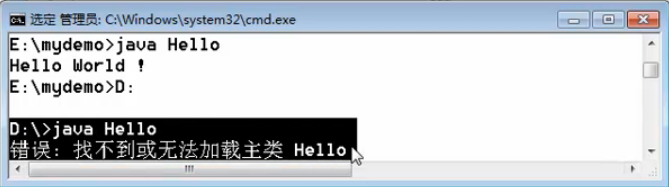 选定 管理员: C:\Windows\system32\cmd.exe
E:\mydemo>java Hello
Hello World !
E:\mydemo>D:
D:\>java Hello
错误: 找不到或无法加载主类 Hello